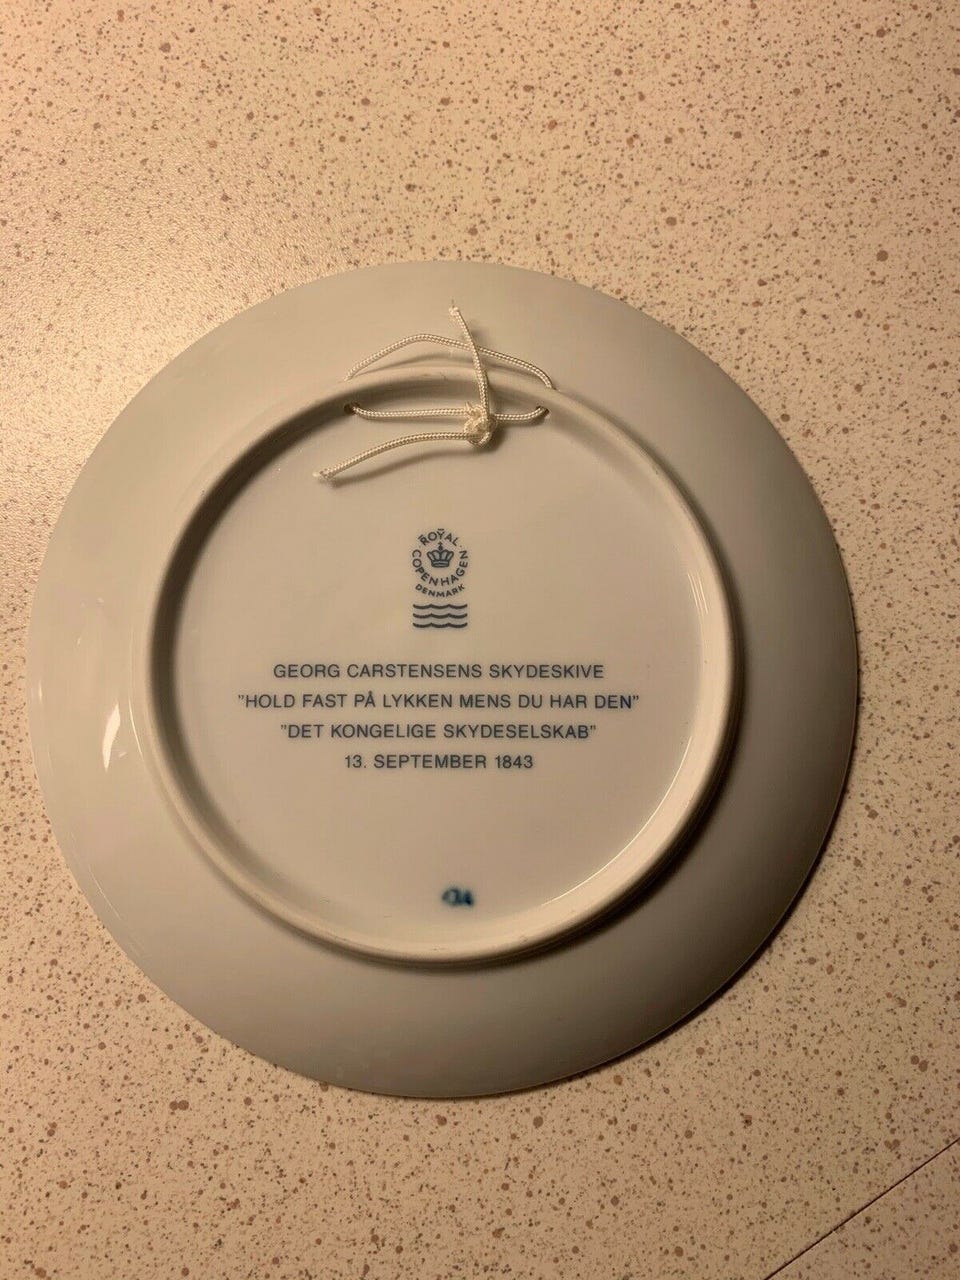 ROYAL
COPENHAGEN
DENMARK
GEORG CARSTENSENS SKYDESKIVE
"HOLD FAST PÅ LYKKEN MENS DU HAR DEN"
"DET KONGELIGE SKYDESELSKAB"
13. SEPTEMBER 1843